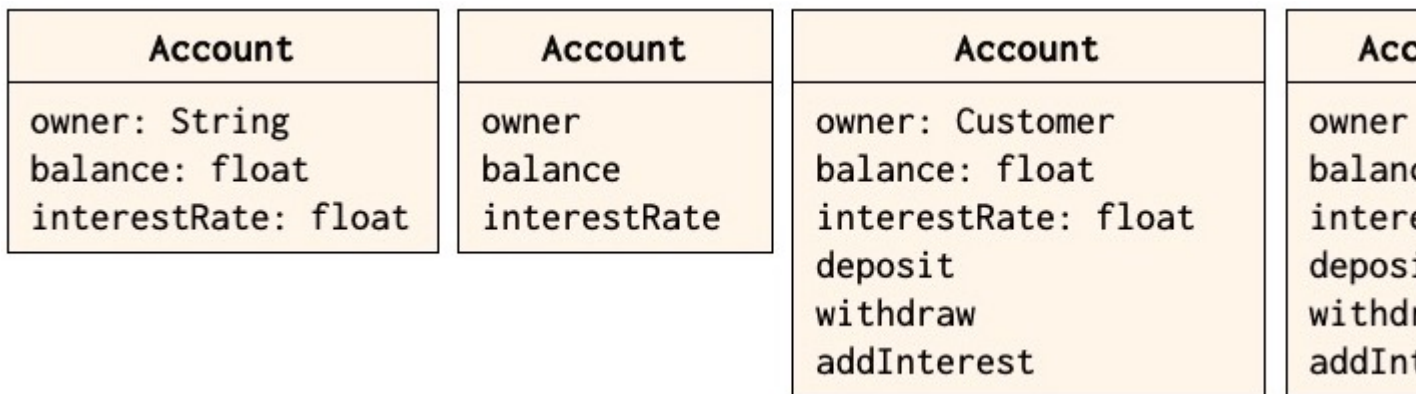 Account
owner: String
balance: float
interestRate: float
Account
owner
balance
interestRate
Account
owner: Customer
balance: float
interestRate: float
deposit
withdraw
addInterest
owner